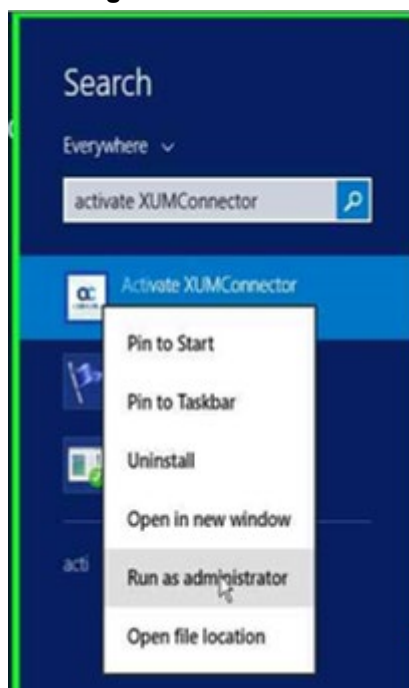 Search
Everywhere
activate XUMConnector
Activate XUMConnector
Pin to Start
Pin to Taskbar
Uninstall
Open in new window
Run as administrator
acti
Open file location